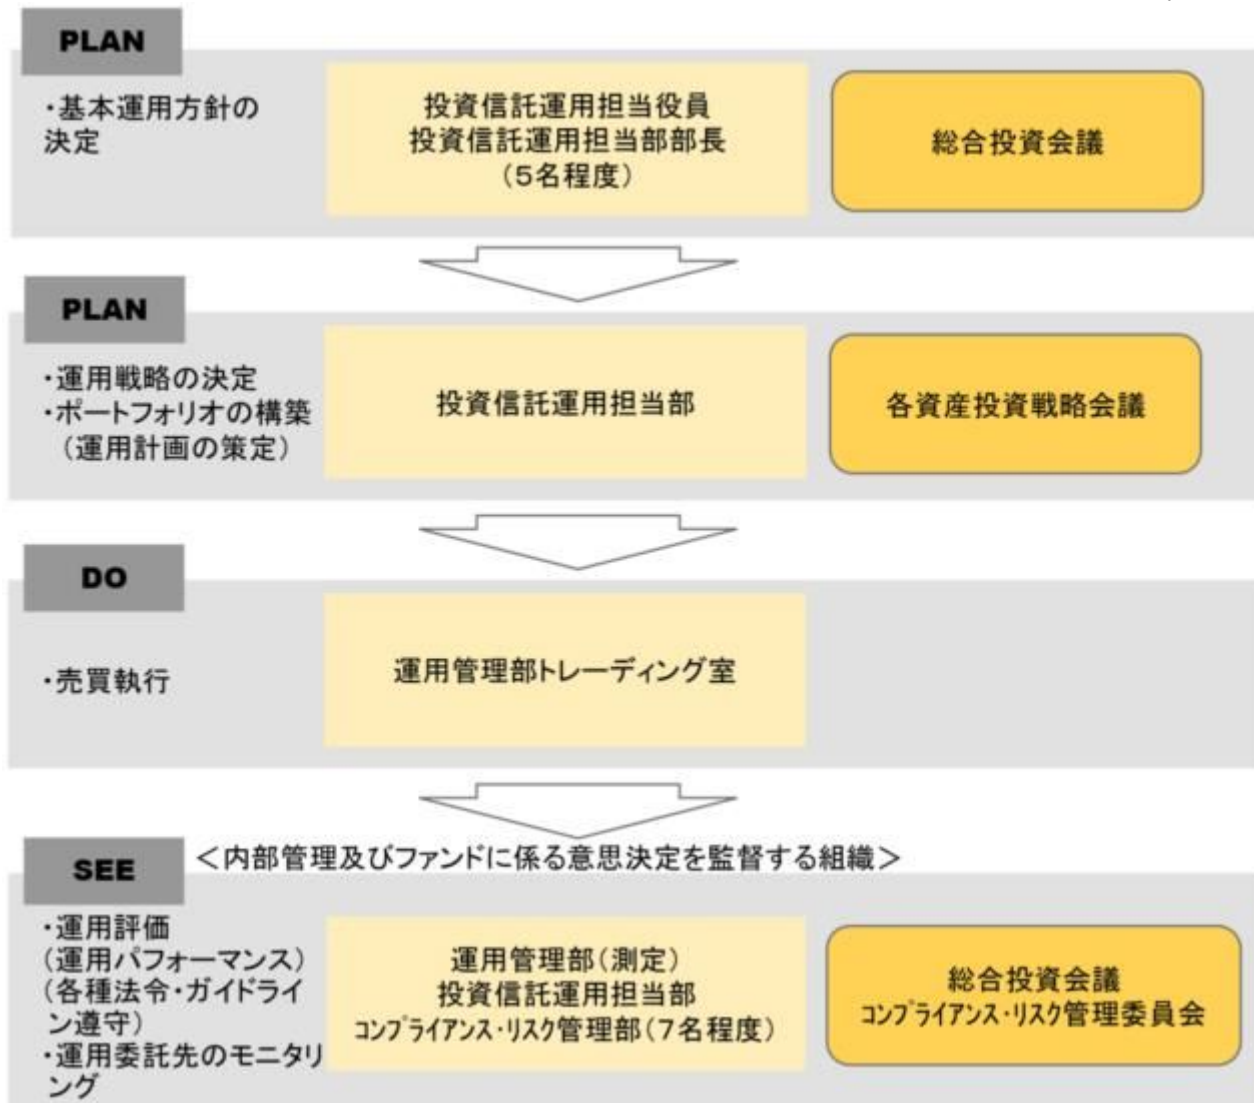 PLAN
・基本運用方針の
決定
投資信託運用担当役員
投資信託運用担当部部長
（5名程度）
総合投資会議
PLAN
・運用戦略の決定
・ポートフォリオの構築
（運用計画の策定）
投資信託運用担当部
各資産投資戦略会議
DO
・売買執行
運用管理部トレーディング室
SEE
＜内部管理及びファンドに係る意思決定を監督する組織＞
・運用評価
(運用パフォーマンス)
(各種法令・ガイドライ
ン遵守)
・運用委託先のモニタリ
ング
運用管理部（測定）
投資信託運用担当部
ｺﾝﾌﾟﾗｲｱﾝｽ・ﾘｽｸ管理部（7名程度）
総合投資会議
ｺﾝﾌﾟﾗｲｱﾝｽ・ﾘｽｸ管理委員会